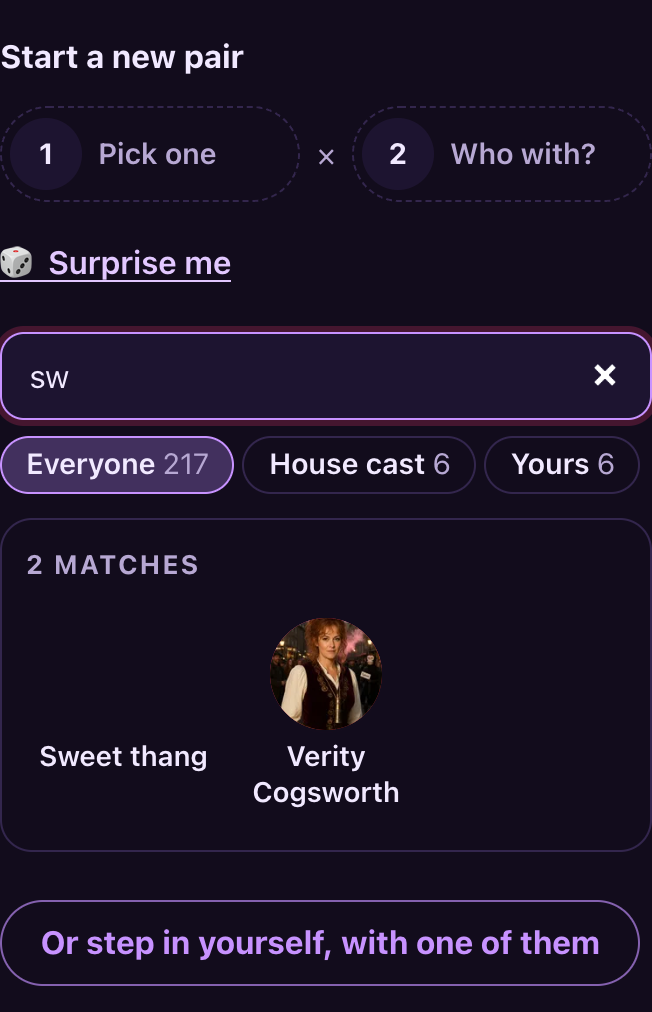 Start a new pair
1 Pick one × 2 Who with?
Surprise me
sw ×
Everyone 217 House cast 6 Yours 6
2 MATCHES
Sweet thang Verity
Cogsworth
Or step in yourself, with one of them